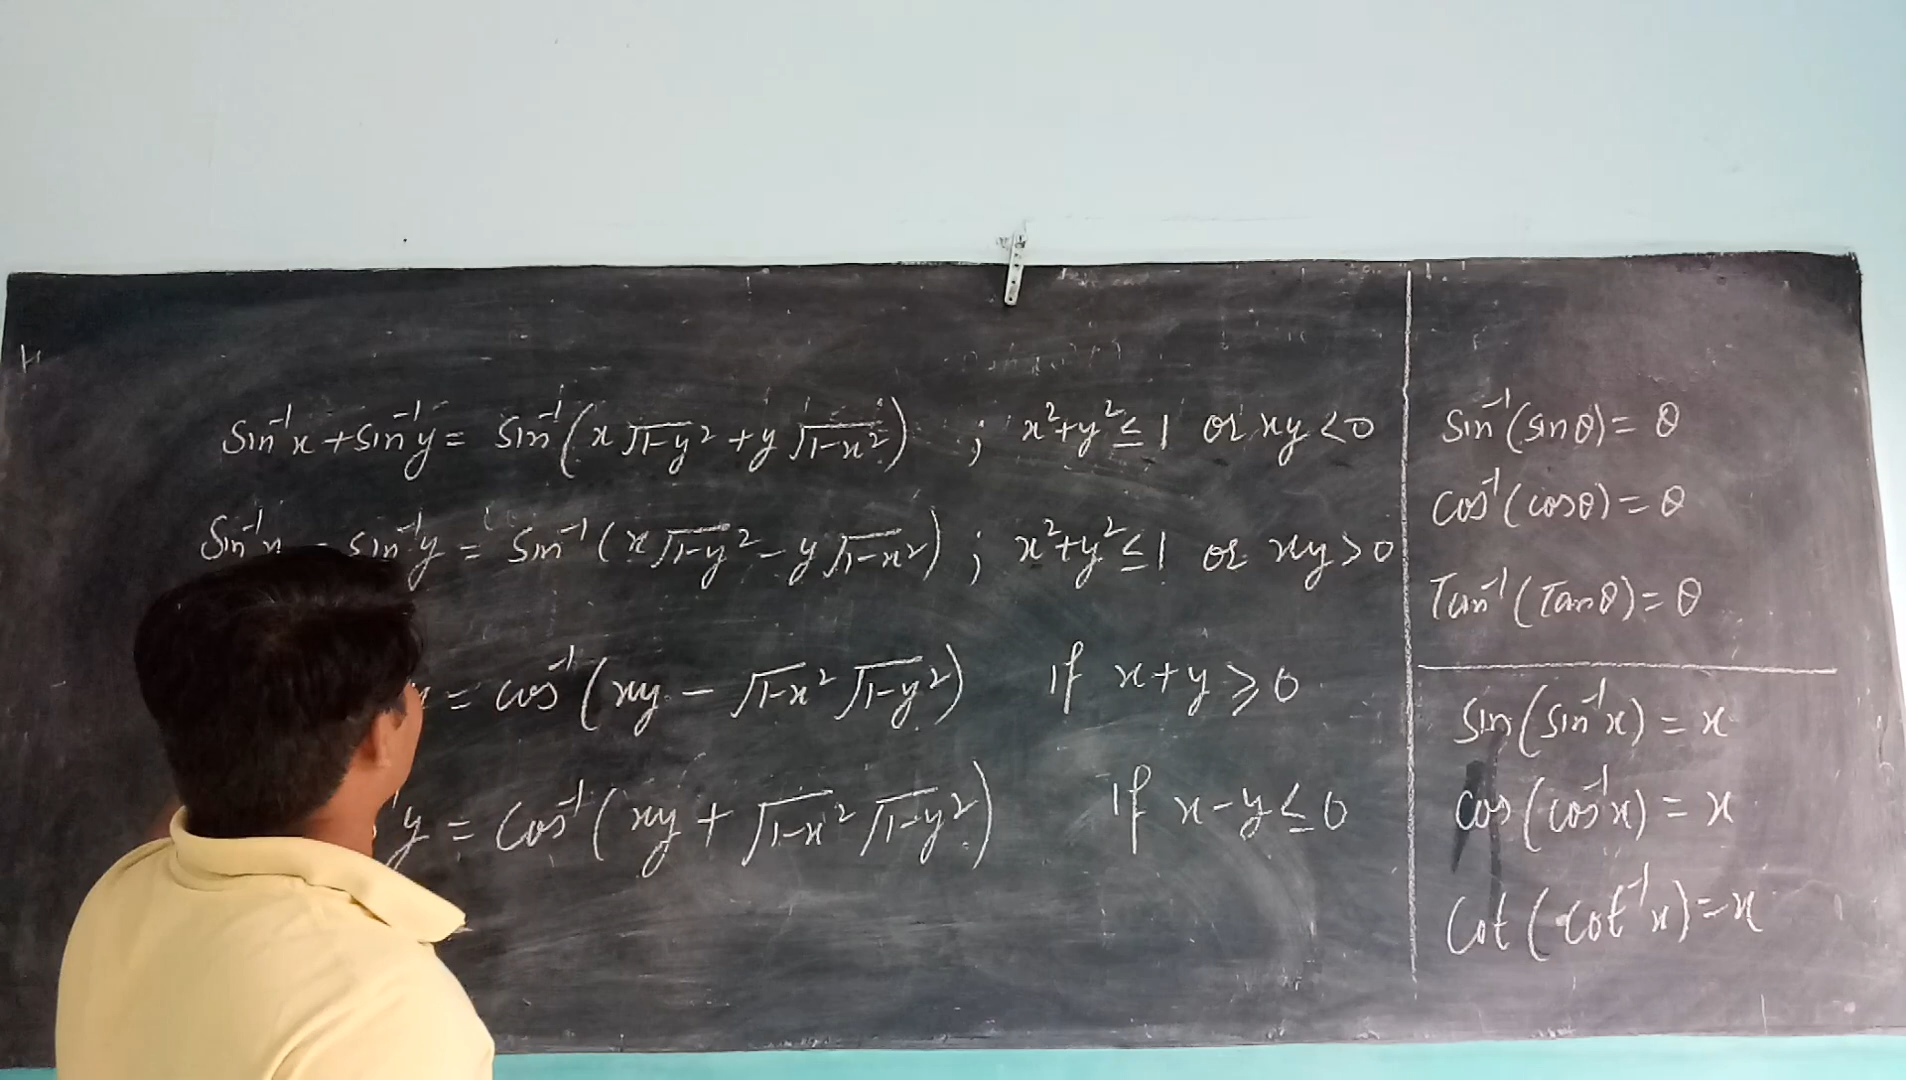 Sin⁻¹x + Sin⁻¹y = Sin⁻¹(x√1-y² + y√1-x²) ; x²+y² ≤ 1 or xy < 0
Sin⁻¹x - Sin⁻¹y = Sin⁻¹(x√1-y² - y√1-x²) ; x²+y² ≤ 1 or xy > 0
= cos⁻¹(xy - √1-x² √1-y²) If x+y ≥ 0
y = Cos⁻¹(xy + √1-x² √1-y²) If x-y ≤ 0
Sin⁻¹(sinθ) = θ
Cos⁻¹(cosθ) = θ
Tan⁻¹(Tanθ) = θ
Sin(Sin⁻¹x) = x
Cos(cos⁻¹x) = x
Cot(cot⁻¹x) = x